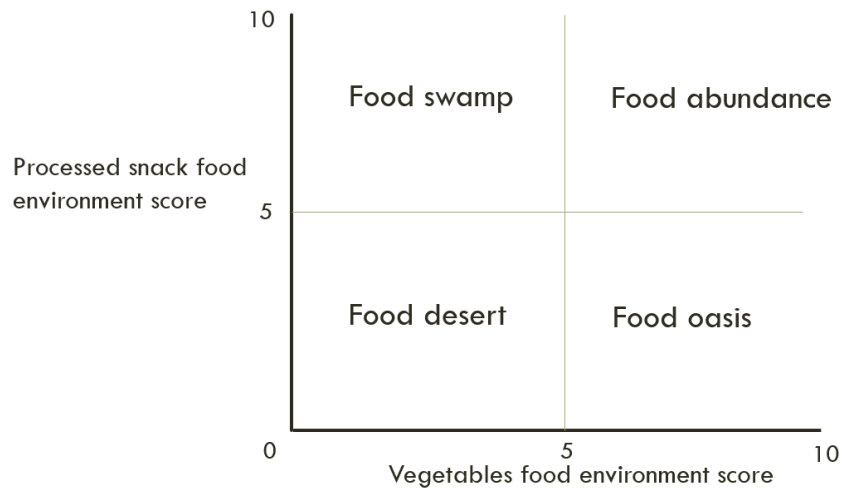 10
Food swamp
Food abundance
Processed snack food
environment score
5
Food desert
Food oasis
0
5
10
Vegetables food environment score